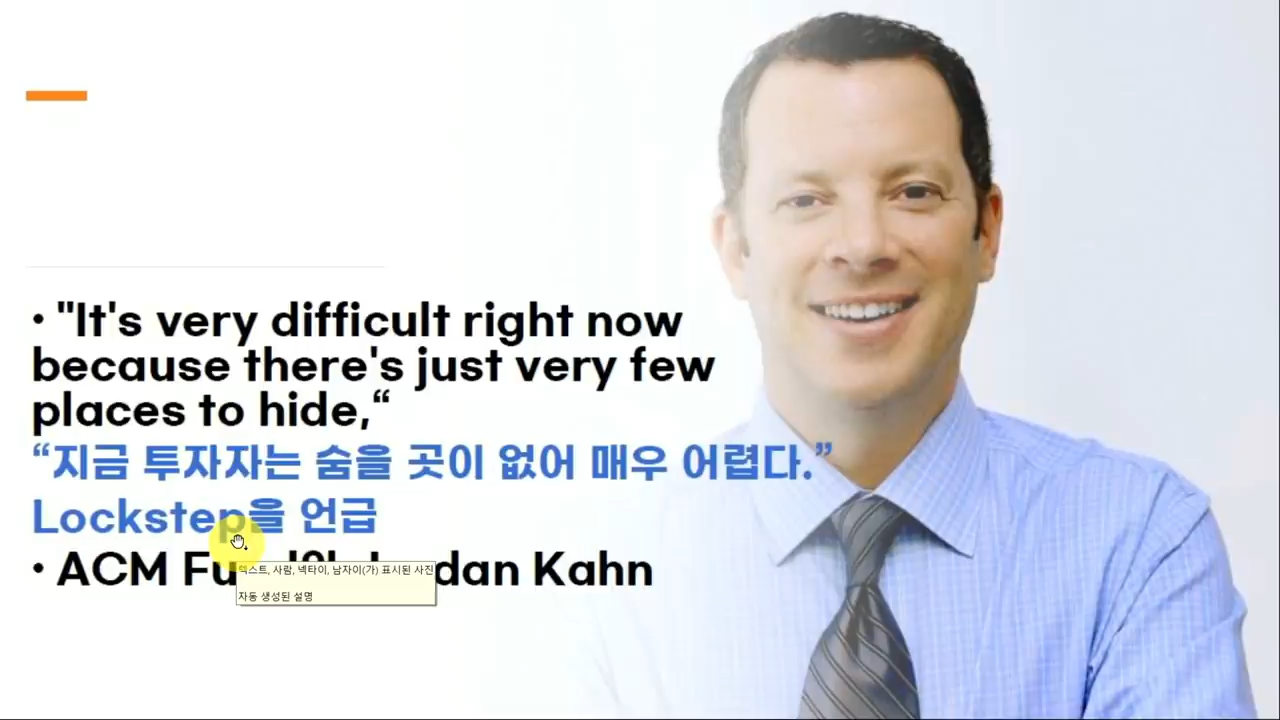 • "It's very difficult right now
because there's just very few
places to hide,“
“지금 투자자는 숨을 곳이 없어 매우 어렵다.”
Lockstep을 언급
• ACM dan Kahn
텍스트, 사람, 넥타이, 남자이(가) 표시된 사진
자동 생성된 설명